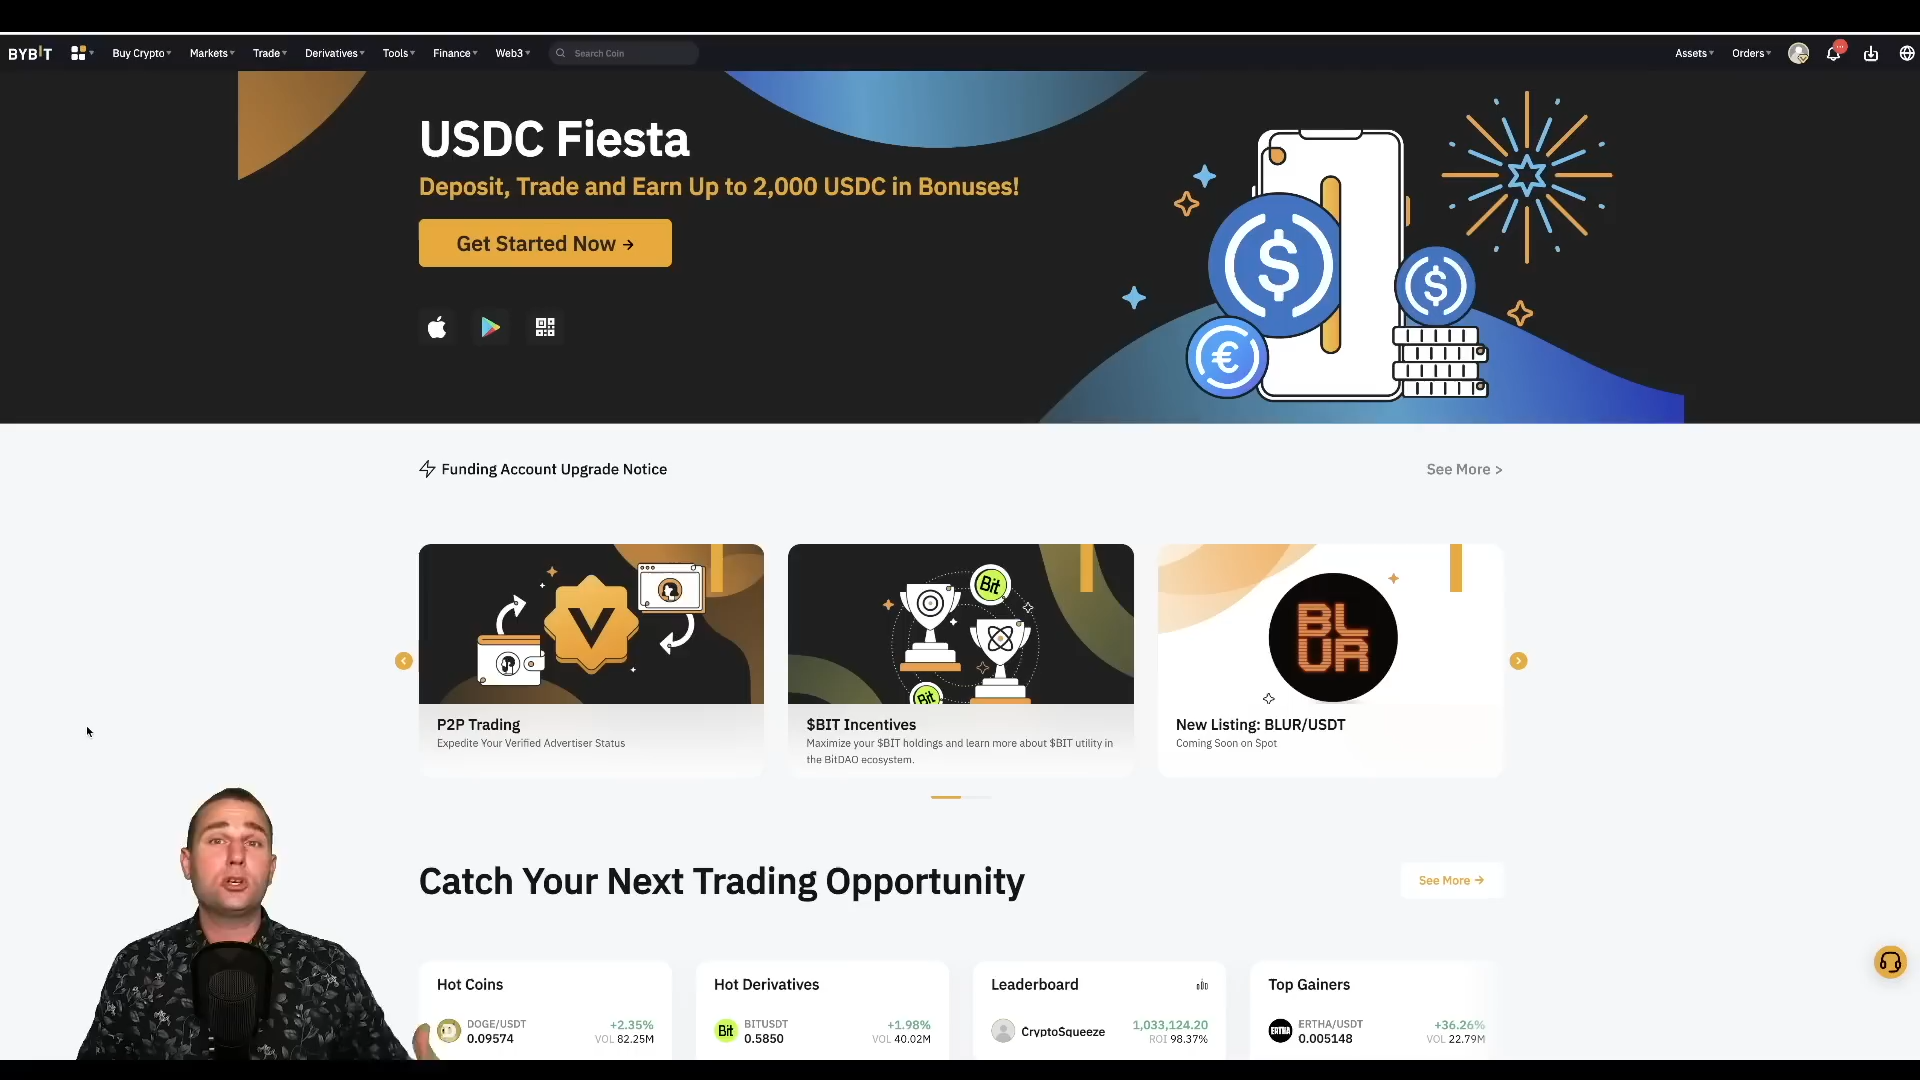 BYBIT
Buy Crypto
Markets
Trade
Derivatives
Tools
Finance
Web3
Search Coin
Assets
Orders
USDC Fiesta
Deposit, Trade and Earn Up to 2,000 USDC in Bonuses!
Get Started Now →
$
$
€
Funding Account Upgrade Notice
See More >
V
Bit
Bit
BL
UR
P2P Trading
Expedite Your Verified Advertiser Status
$BIT Incentives
Maximize your $BIT holdings and learn more about $BIT utility in
the BitDAO ecosystem.
New Listing: BLUR/USDT
Coming Soon on Spot
Catch Your Next Trading Opportunity
See More →
Hot Coins
DOGE/USDT +2.35%
0.09574 VOL 82.25M
Hot Derivatives
Bit
BITUSDT +1.98%
0.5850 VOL 40.02M
Leaderboard
CryptoSqueeze
1,033,124.20
ROI 98.37%
Top Gainers
ERTHA
ERTHA/USDT +36.26%
0.005148 VOL 22.79M